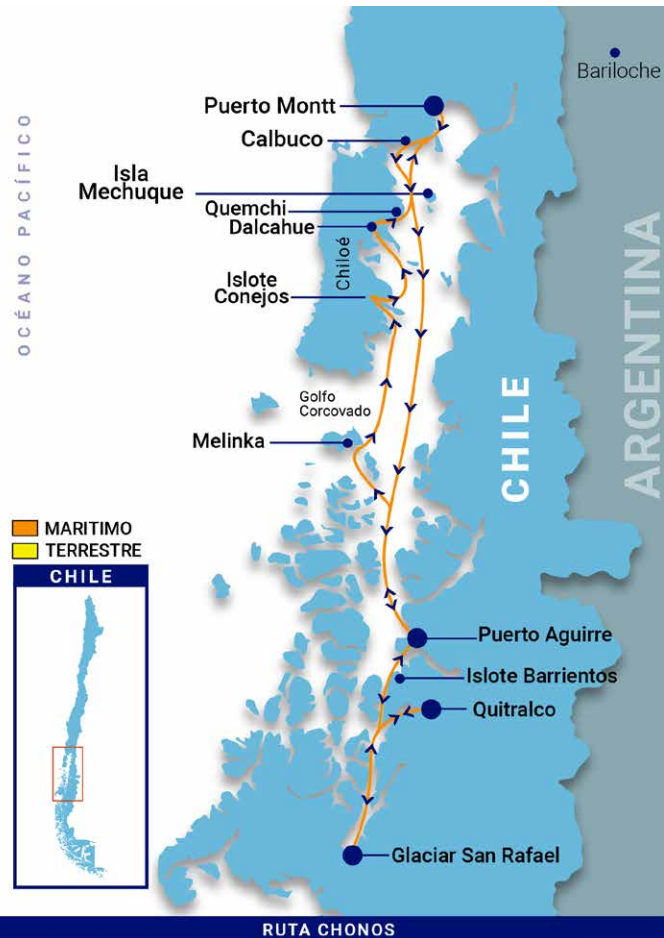 Bariloche
Puerto Montt
Calbuco
Isla
Mechuque
Quemchi
Dalcahue
Islote
Conejos
Chiloé
OCÉANO PACÍFICO
Golfo
Corcovado
Melinka
CHILE
ARGENTINA
MARITIMO
TERRESTRE
CHILE
Puerto Aguirre
Islote Barrientos
Quitralco
Glaciar San Rafael
RUTA CHONOS